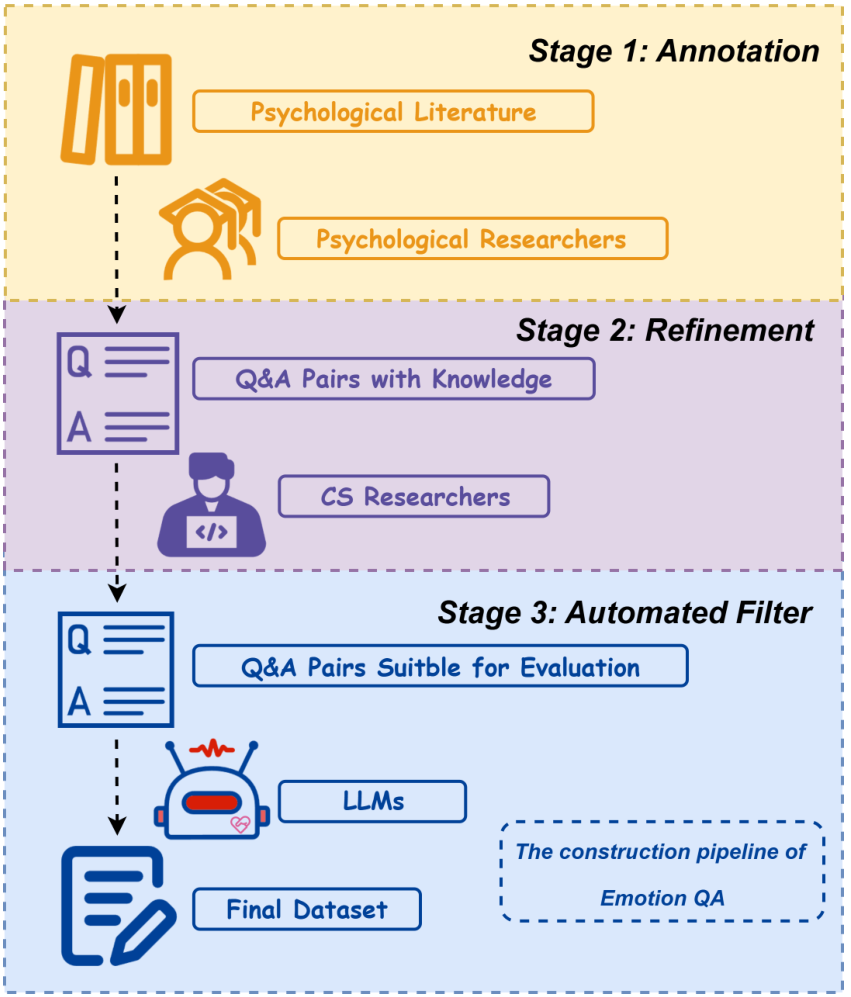 Stage 1: Annotation
Psychological Literature
Psychological Researchers
Stage 2: Refinement
Q
A
Q&A Pairs with Knowledge
CS Researchers
</>
Stage 3: Automated Filter
Q
A
Q&A Pairs Suitble for Evaluation
LLMs
The construction pipeline of
Emotion QA
Final Dataset